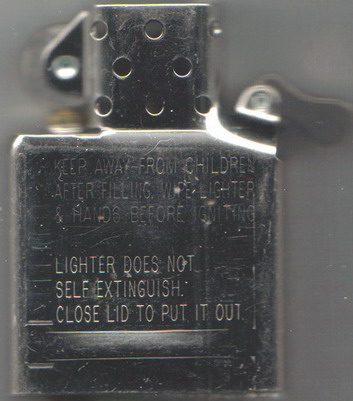 KEEP AWAY FROM CHILDREN
AFTER FILLING, WIPE LIGHTER
& HANDS BEFORE IGNITING
LIGHTER DOES NOT
SELF EXTINGUISH.
CLOSE LID TO PUT IT OUT.